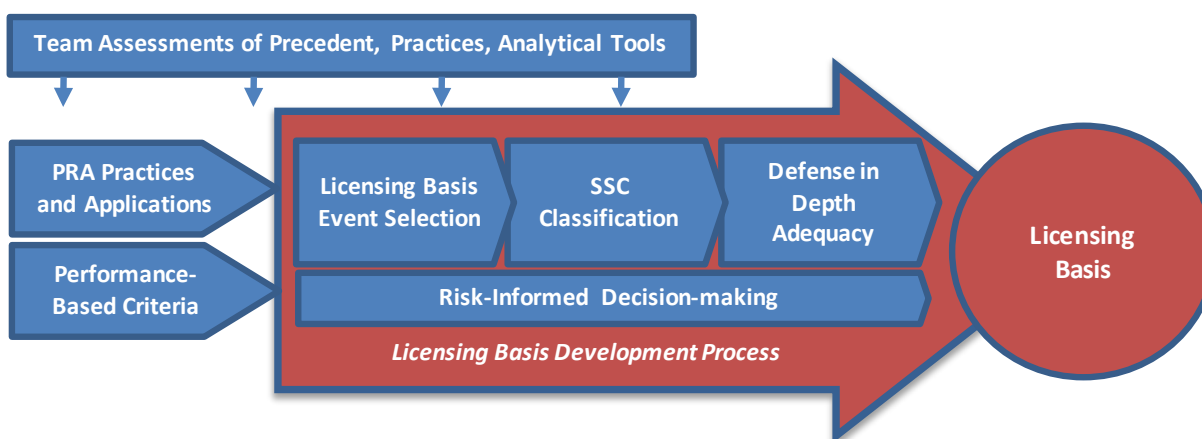 Team Assessments of Precedent, Practices, Analytical Tools
PRA Practices
and Applications
Performance-
Based Criteria
Licensing Basis
Event Selection
SSC
Classification
Defense in
Depth
Adequacy
Risk-Informed Decision-making
Licensing Basis Development Process
Licensing
Basis